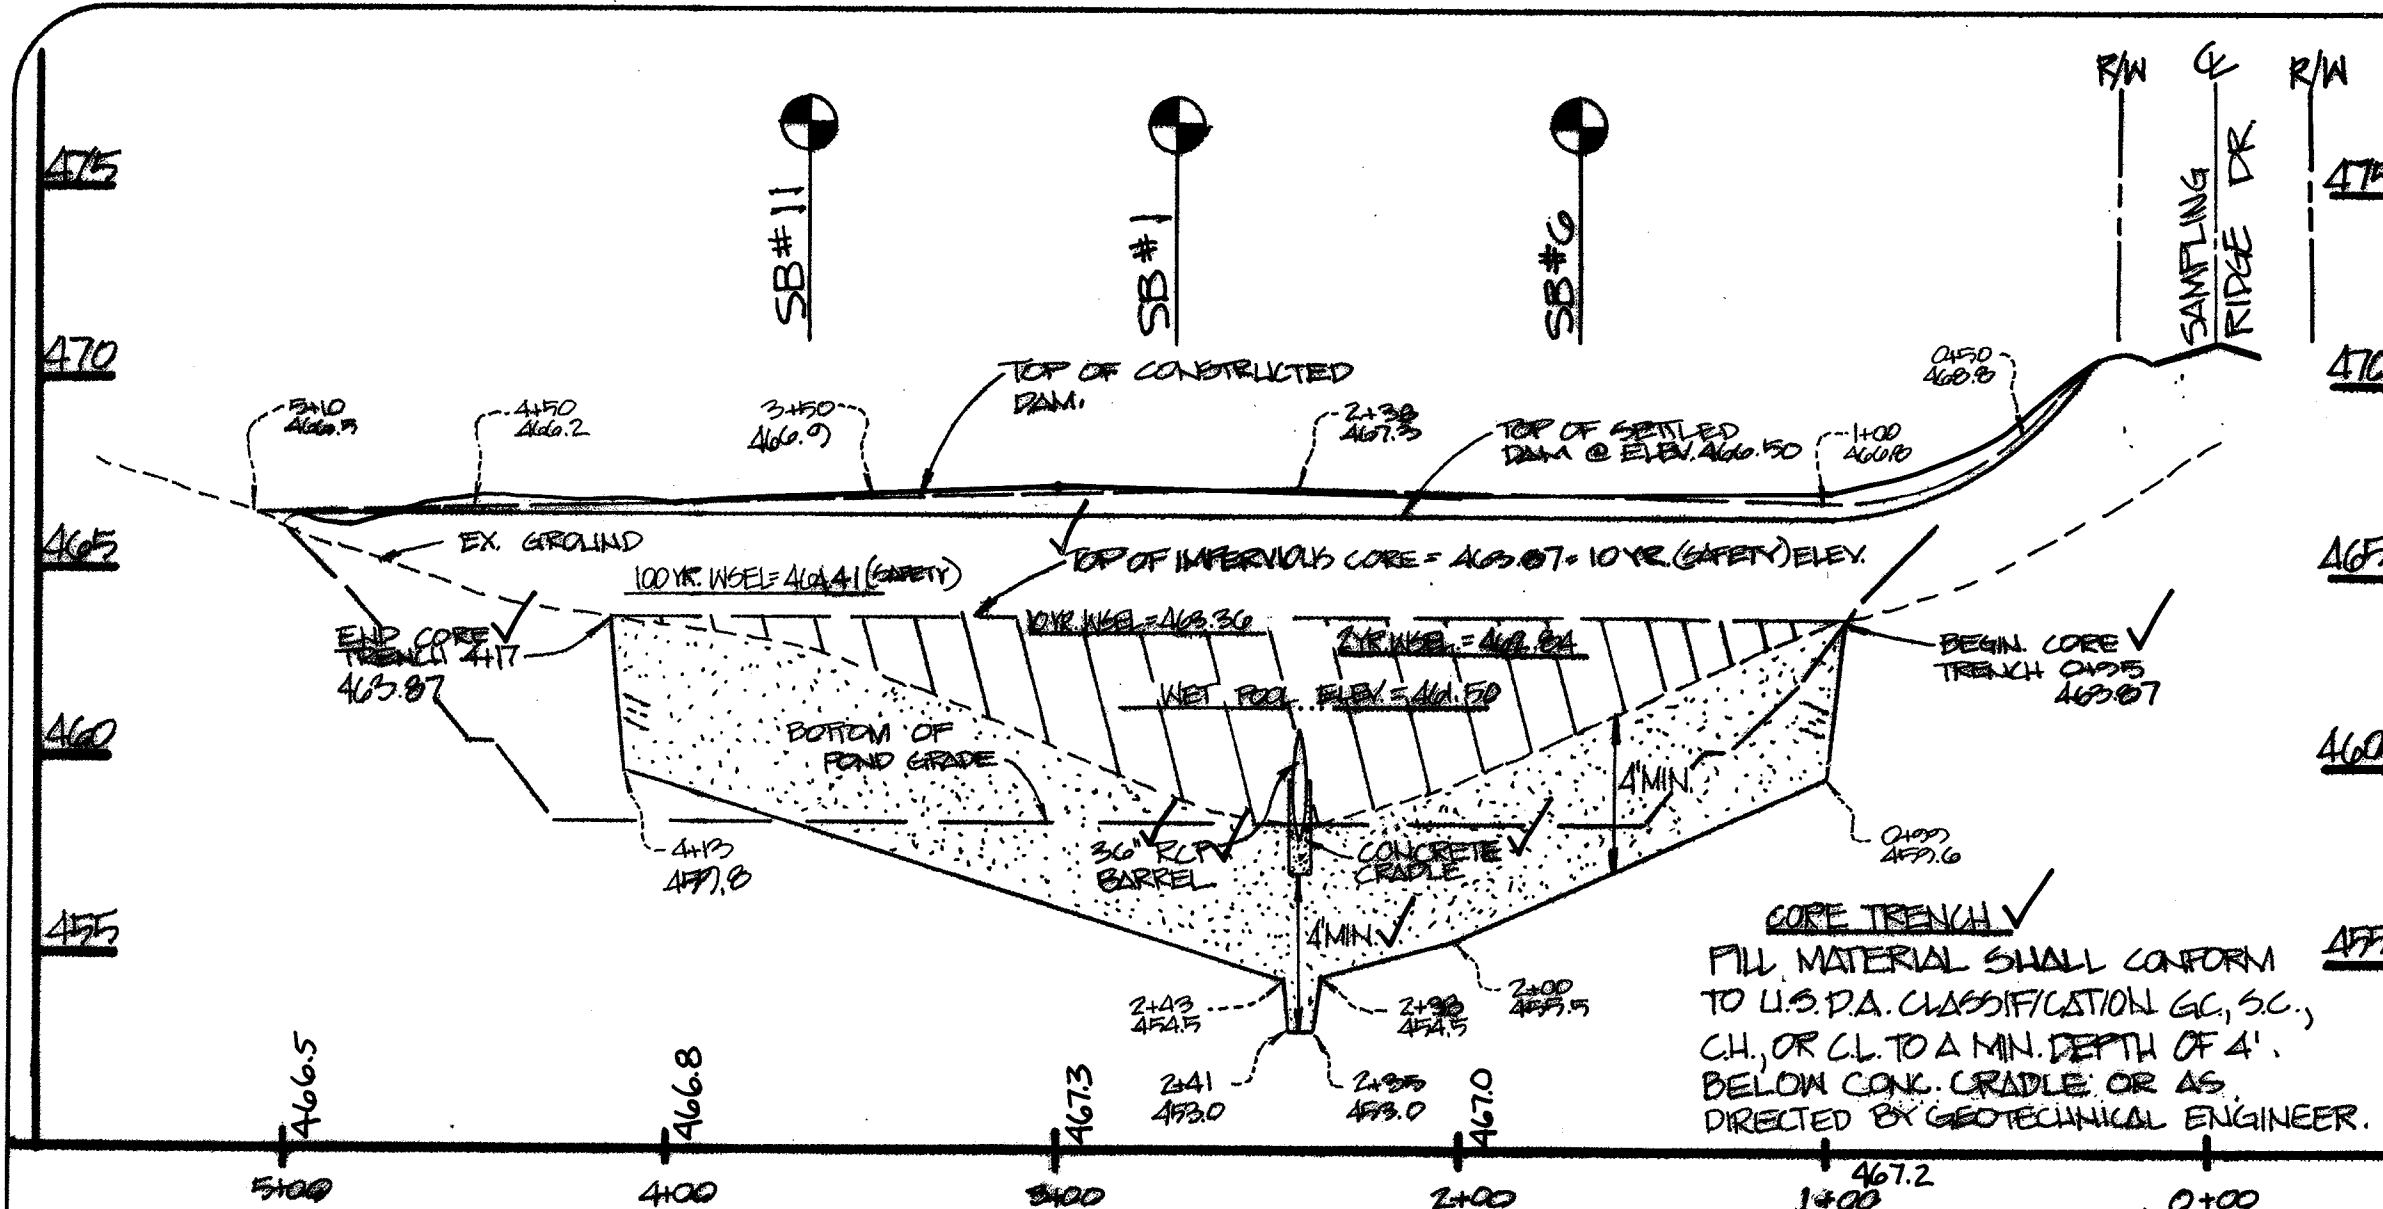 R/W
℄
R/W
SAMPLING
RIDGE DR.
475
475
SB#11
SB#1
SB#6
470
470
TOP OF CONSTRUCTED
DAM.
0+50
468.8
5+10
466.5
4+50
466.2
3+50
466.9
2+38
467.3
TOP OF SETTLED
DAM @ ELEV. 466.50
1+00
466.8
465
465
EX. GROUND
TOP OF IMPERVIOUS CORE = 463.87 = 10 YR. (SAFETY) ELEV.
100 YR. WSEL = 464.41 (SAFETY)
10 YR. WSEL = 463.36
2 YR. WSEL. = 462.84
END CORE
TRENCH 4+17
463.87
BEGIN. CORE
TRENCH 0+95
463.87
WET POOL ELEV. = 461.50
460
460
BOTTOM OF
POND GRADE
4' MIN.
36" RCP
BARREL
CONCRETE
CRADLE
4+13
459.8
0+99
459.6
455
455
4' MIN.
CORE TRENCH
FILL MATERIAL SHALL CONFORM
TO U.S.D.A. CLASSIFICATION G.C., S.C.,
C.H., OR C.L. TO A MIN. DEPTH OF 4'.
BELOW CONC. CRADLE OR AS
DIRECTED BY GEOTECHNICAL ENGINEER.
2+43
454.5
454.5
2+00
455.5
2+41
453.0
2+35
453.0
466.5
466.8
467.3
467.0
467.2
5+00
4+00
3+00
2+00
1+00
0+00